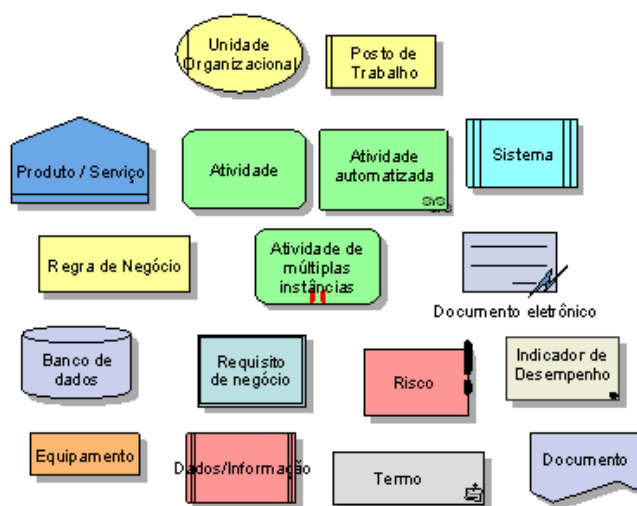 Unidade
Organizacional
Posto de
Trabalho
Produto / Serviço
Atividade
Atividade
automatizada
SYS
Sistema
Regra de Negócio
Atividade de
múltiplas
instâncias
Documento eletrônico
Banco de
dados
Requisito
de negócio
Risco
Indicador de
Desempenho
Equipamento
Dados/Informação
Termo
Documento